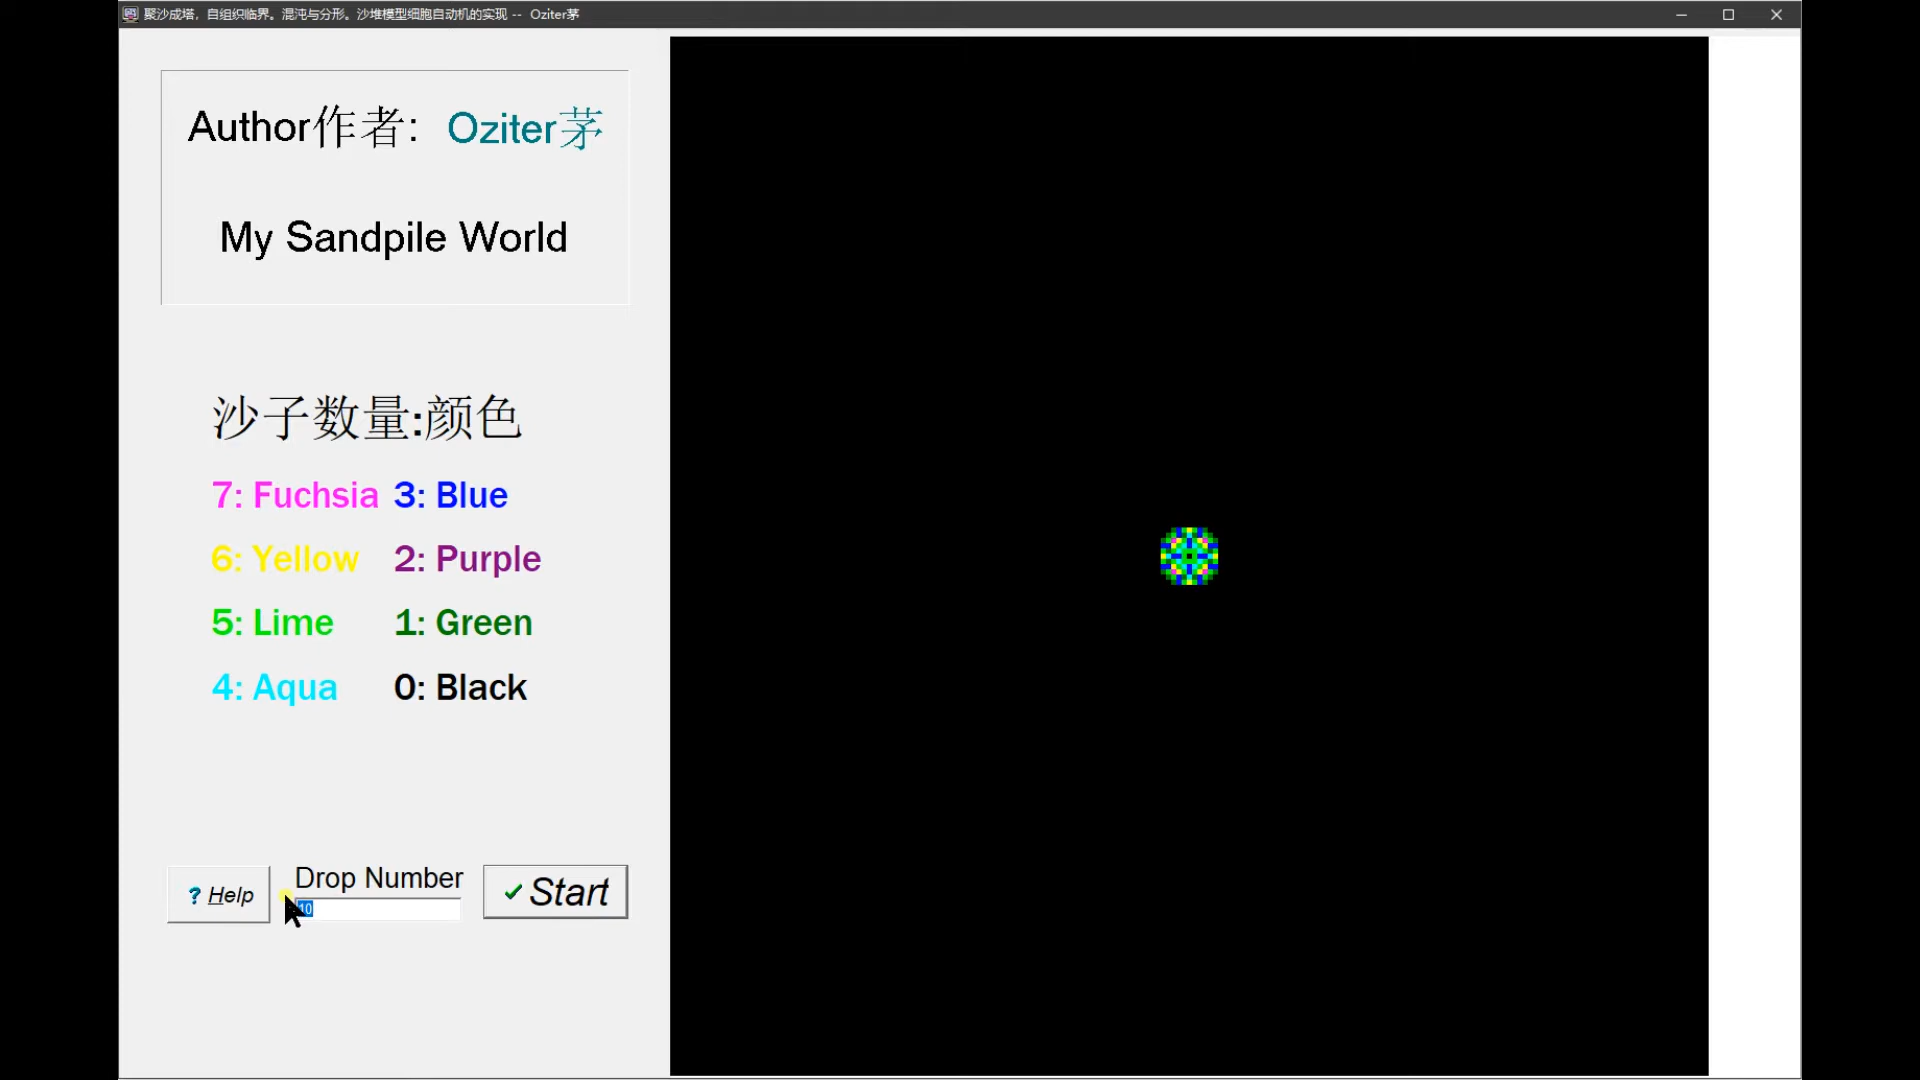 聚沙成塔，自组织临界。混沌与分形。沙堆模型细胞自动机的实现 -- Oziter茅
Author作者: Oziter茅
My Sandpile World
沙子数量:颜色
7: Fuchsia 3: Blue
6: Yellow 2: Purple
5: Lime 1: Green
4: Aqua 0: Black
Drop Number
? Help
10
Start